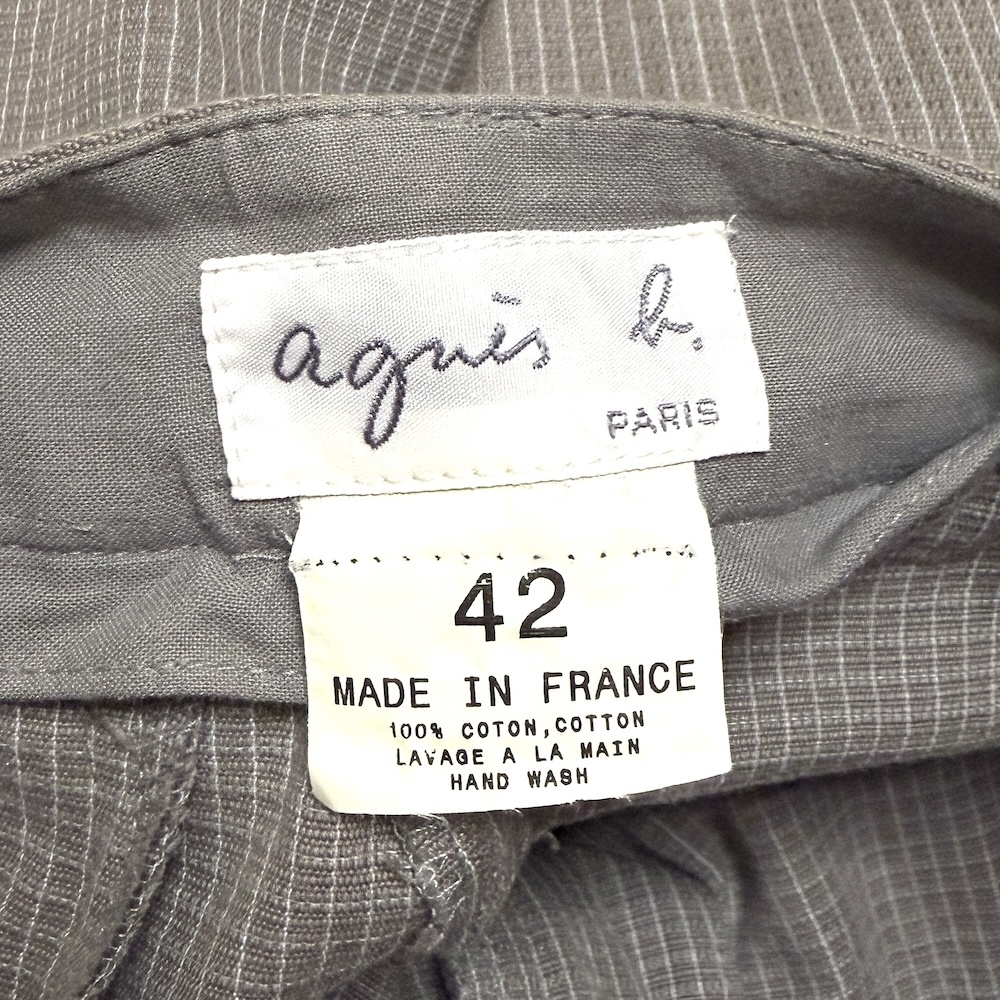 agnès b.
PARIS
42
MADE IN FRANCE
100% COTON,COTTON
LAVAGE A LA MAIN
HAND WASH